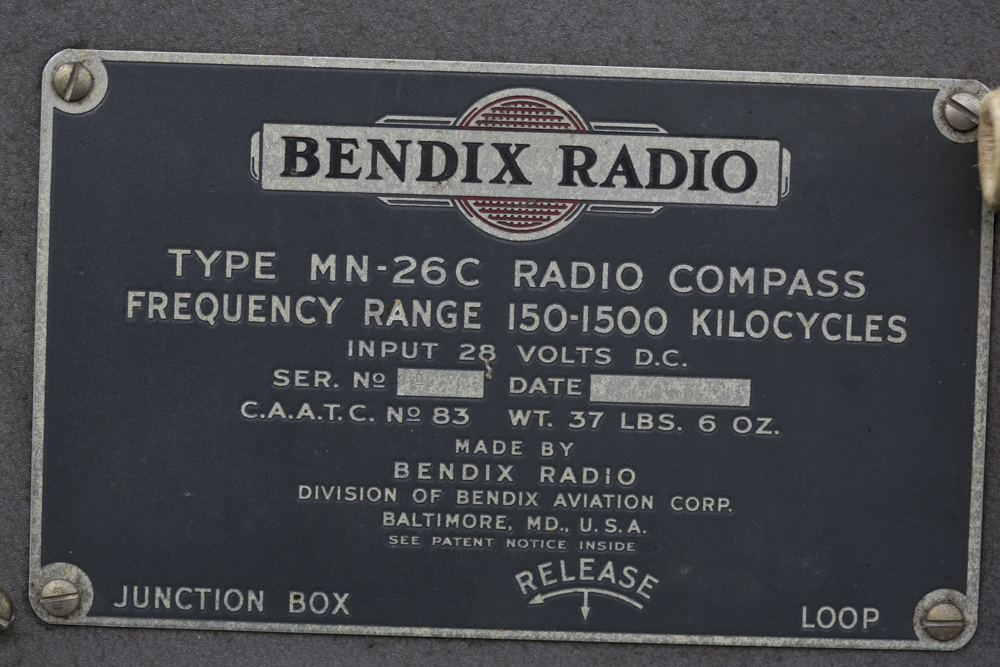 BENDIX RADIO
TYPE MN-26C RADIO COMPASS
FREQUENCY RANGE 150-1500 KILOCYCLES
INPUT 28 VOLTS D.C.
SER. Nº DATE
C.A.A.T.C. Nº 83 WT. 37 LBS. 6 OZ.
MADE BY
BENDIX RADIO
DIVISION OF BENDIX AVIATION CORP.
BALTIMORE, MD., U.S.A.
SEE PATENT NOTICE INSIDE
RELEASE
JUNCTION BOX LOOP